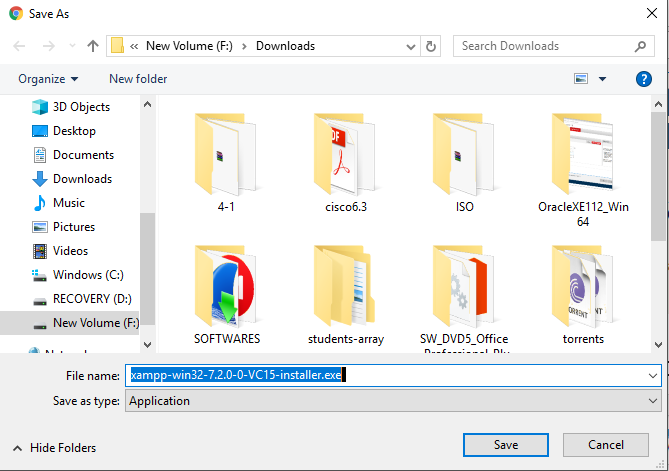 Save As
New Volume (F:) › Downloads
Search Downloads
Organize
New folder
?
3D Objects
Desktop
Documents
Downloads
Music
Pictures
Videos
Windows (C:)
RECOVERY (D:)
New Volume (F:)
4-1
cisco6.3
ISO
OracleXE112_Win
64
SOFTWARES
students-array
SW_DVD5_Office
torrents
File name:
xampp-win32-7.2.0-0-VC15-installer.exe
Save as type:
Application
Hide Folders
Save
Cancel